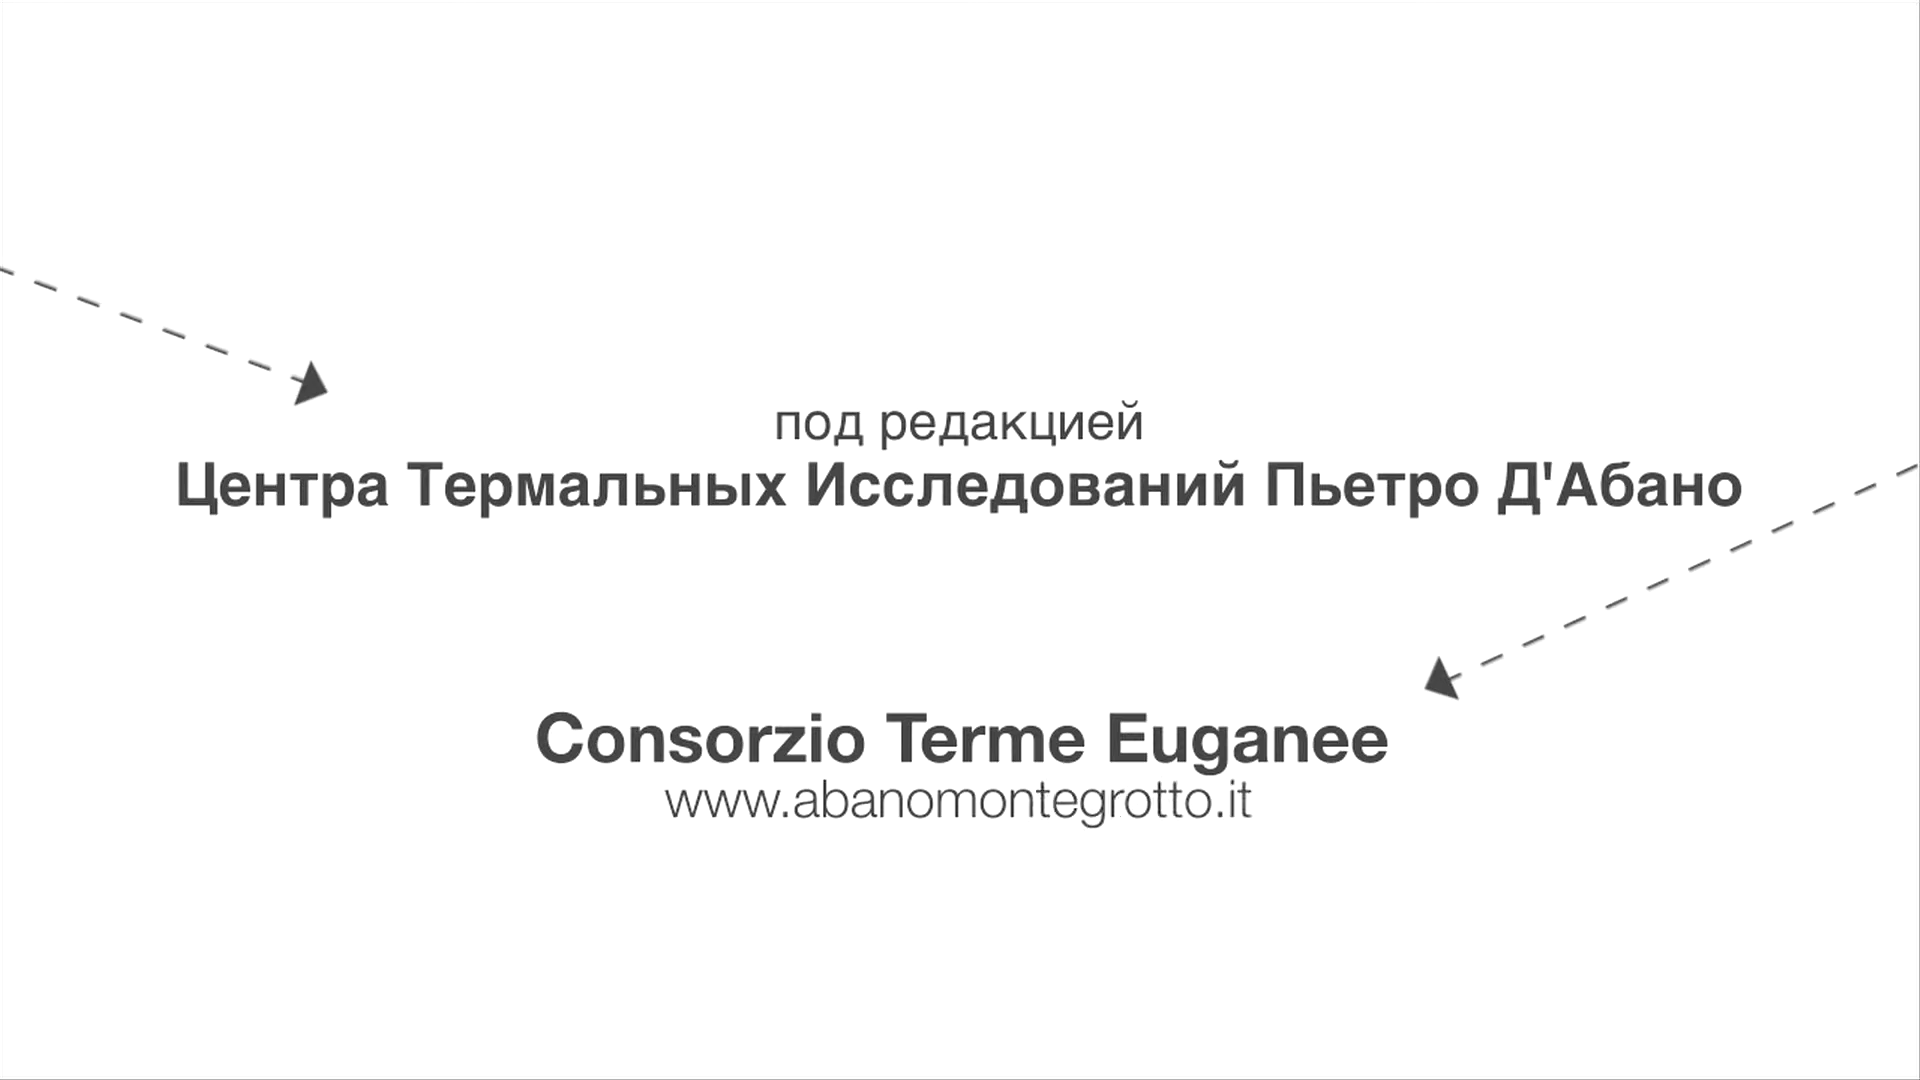 под редакцией
Центра Термальных Исследований Пьетро Д'Абано
Consorzio Terme Euganee
www.abanomontegrotto.it